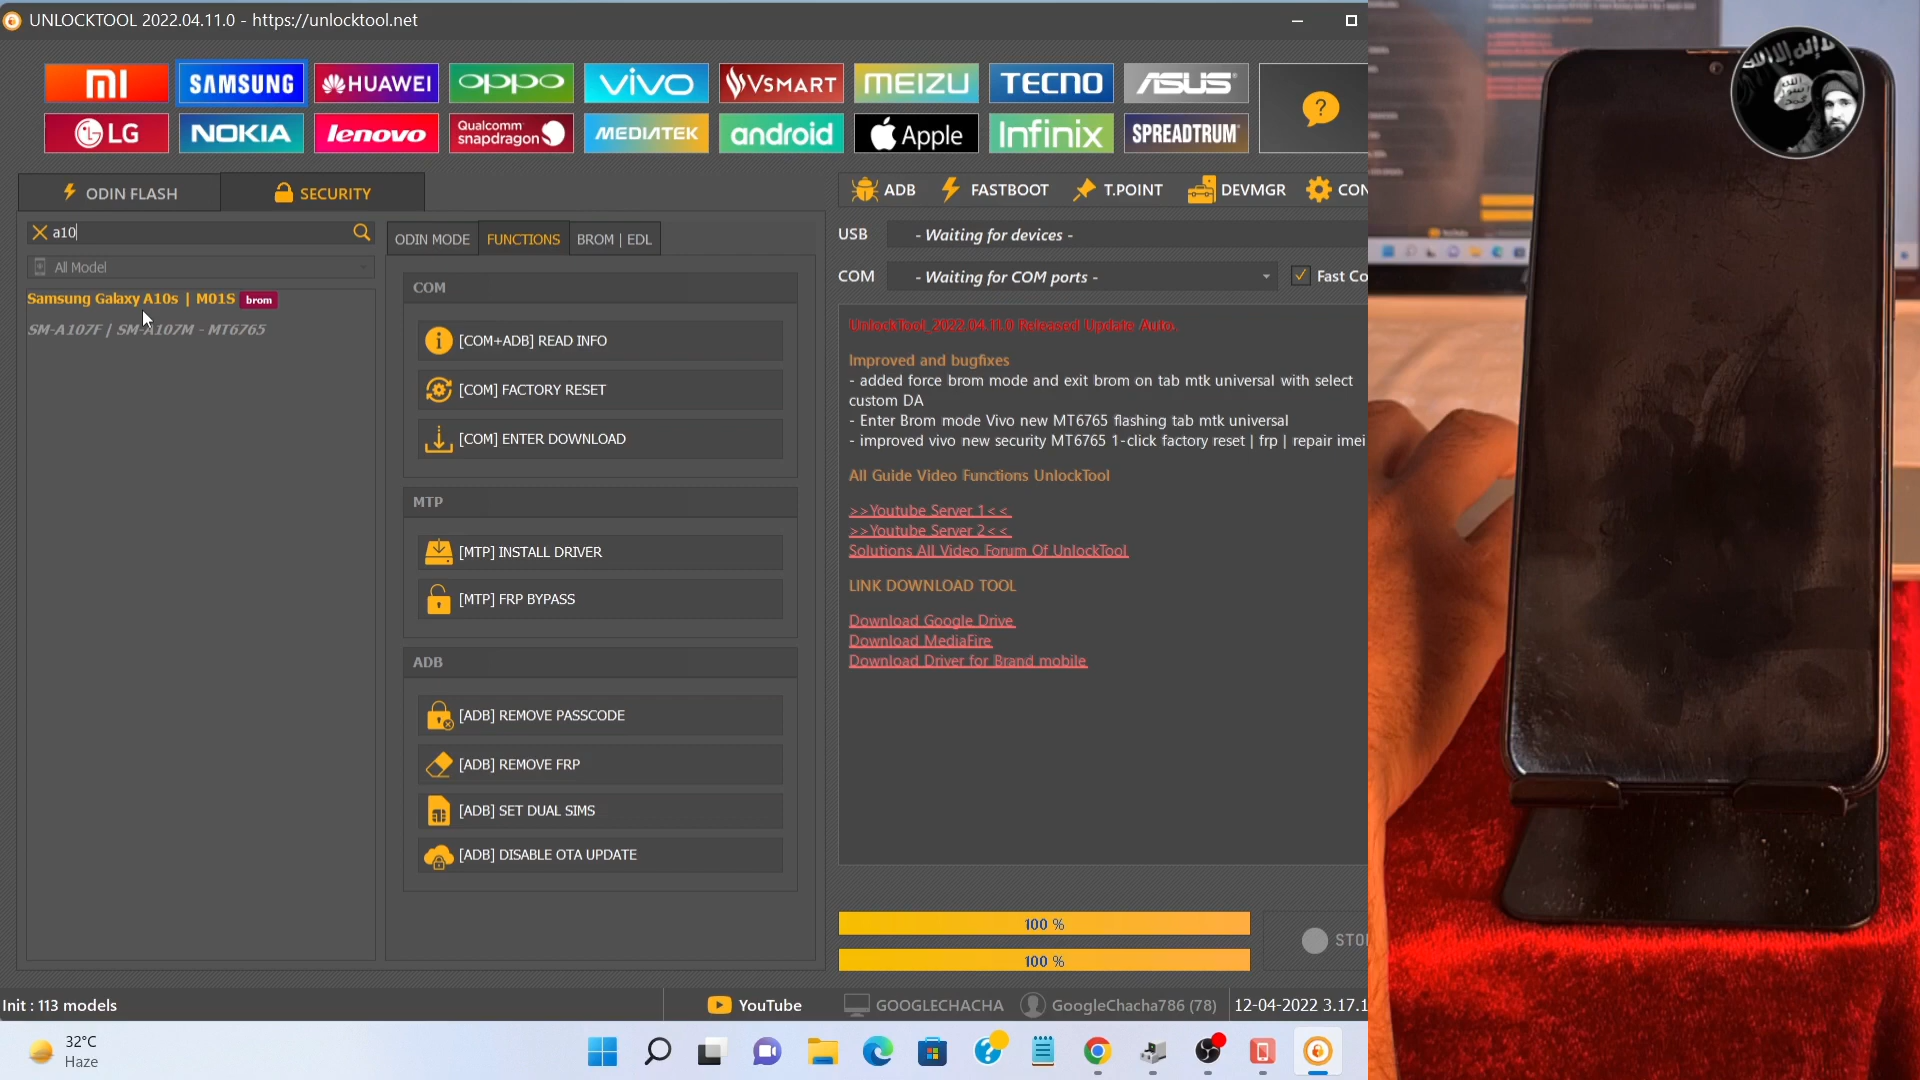 UNLOCKTOOL 2022.04.11.0 - https://unlocktool.net
SAMSUNG
HUAWEI
oppo
vivo
VSMART
MEIZU
TECNO
ASUS
LG
NOKIA
lenovo
Qualcomm
snapdragon
MEDIATEK
android
Apple
Infinix
SPREADTRUM
?
ODIN FLASH
SECURITY
ADB
FASTBOOT
T.POINT
DEVMGR
CON
a10
All Model
Samsung Galaxy A10s | M01S brom
SM-A107F | SM-A107M - MT6765
ODIN MODE
FUNCTIONS
BROM | EDL
COM
[COM+ADB] READ INFO
[COM] FACTORY RESET
[COM] ENTER DOWNLOAD
MTP
[MTP] INSTALL DRIVER
[MTP] FRP BYPASS
ADB
[ADB] REMOVE PASSCODE
[ADB] REMOVE FRP
[ADB] SET DUAL SIMS
[ADB] DISABLE OTA UPDATE
USB - Waiting for devices -
COM - Waiting for COM ports - Fast Co
UnlockTool_2022.04.11.0 Released Update Auto.
Improved and bugfixes
- added force brom mode and exit brom on tab mtk universal with select
custom DA
- Enter Brom mode Vivo new MT6765 flashing tab mtk universal
- improved vivo new security MT6765 1-click factory reset | frp | repair imei
All Guide Video Functions UnlockTool
>>Youtube Server 1<<
>>Youtube Server 2<<
Solutions All Video Forum Of UnlockTool
LINK DOWNLOAD TOOL
Download Google Drive
Download MediaFire
Download Driver for Brand mobile
100 %
STO
100 %
Init : 113 models
YouTube
GOOGLECHACHA
GoogleChacha786 (78)
12-04-2022 3.17.1
32°C
Haze